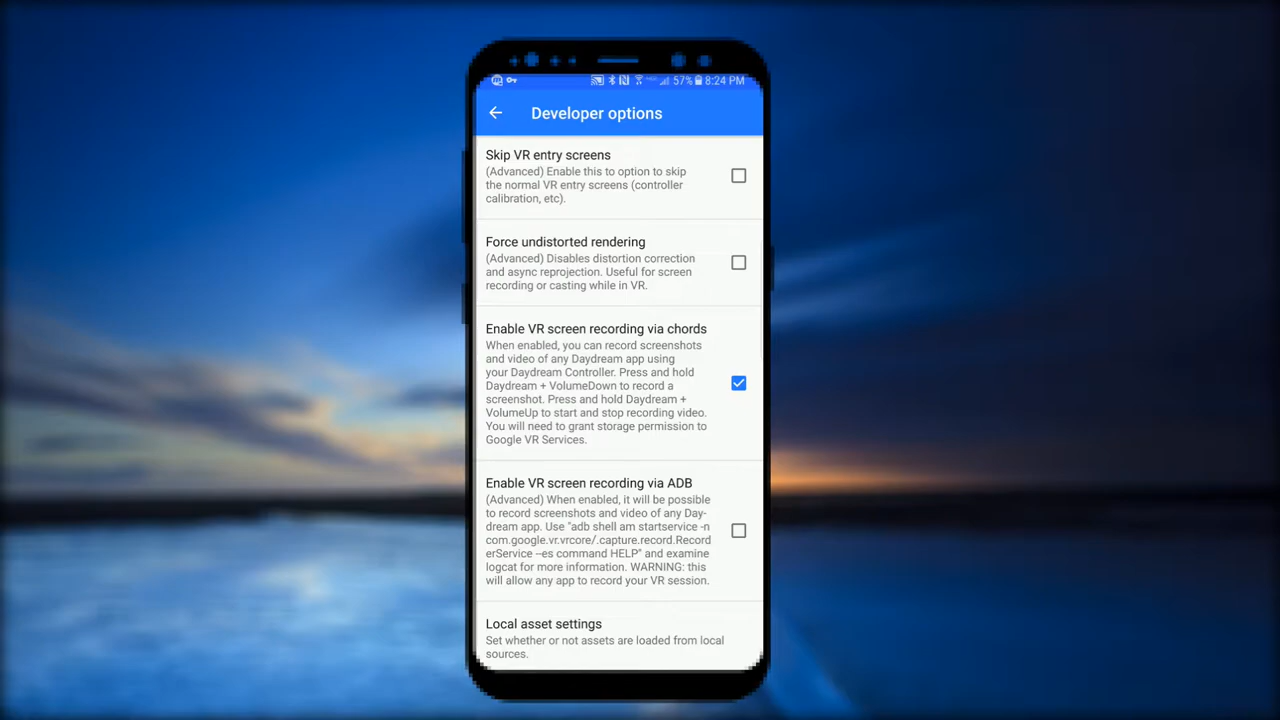 57% 8:24 PM
Developer options
Skip VR entry screens
(Advanced) Enable this to option to skip
the normal VR entry screens (controller
calibration, etc).
Force undistorted rendering
(Advanced) Disables distortion correction
and async reprojection. Useful for screen
recording or casting while in VR.
Enable VR screen recording via chords
When enabled, you can record screenshots
and video of any Daydream app using
your Daydream Controller. Press and hold
Daydream + VolumeDown to record a
screenshot. Press and hold Daydream +
VolumeUp to start and stop recording video.
You will need to grant storage permission to
Google VR Services.
Enable VR screen recording via ADB
(Advanced) When enabled, it will be possible
to record screenshots and video of any Day-
dream app. Use "adb shell am startservice -n
com.google.vr.vrcore/.capture.record.Record
erService --es command HELP" and examine
logcat for more information. WARNING: this
will allow any app to record your VR session.
Local asset settings
Set whether or not assets are loaded from local
sources.